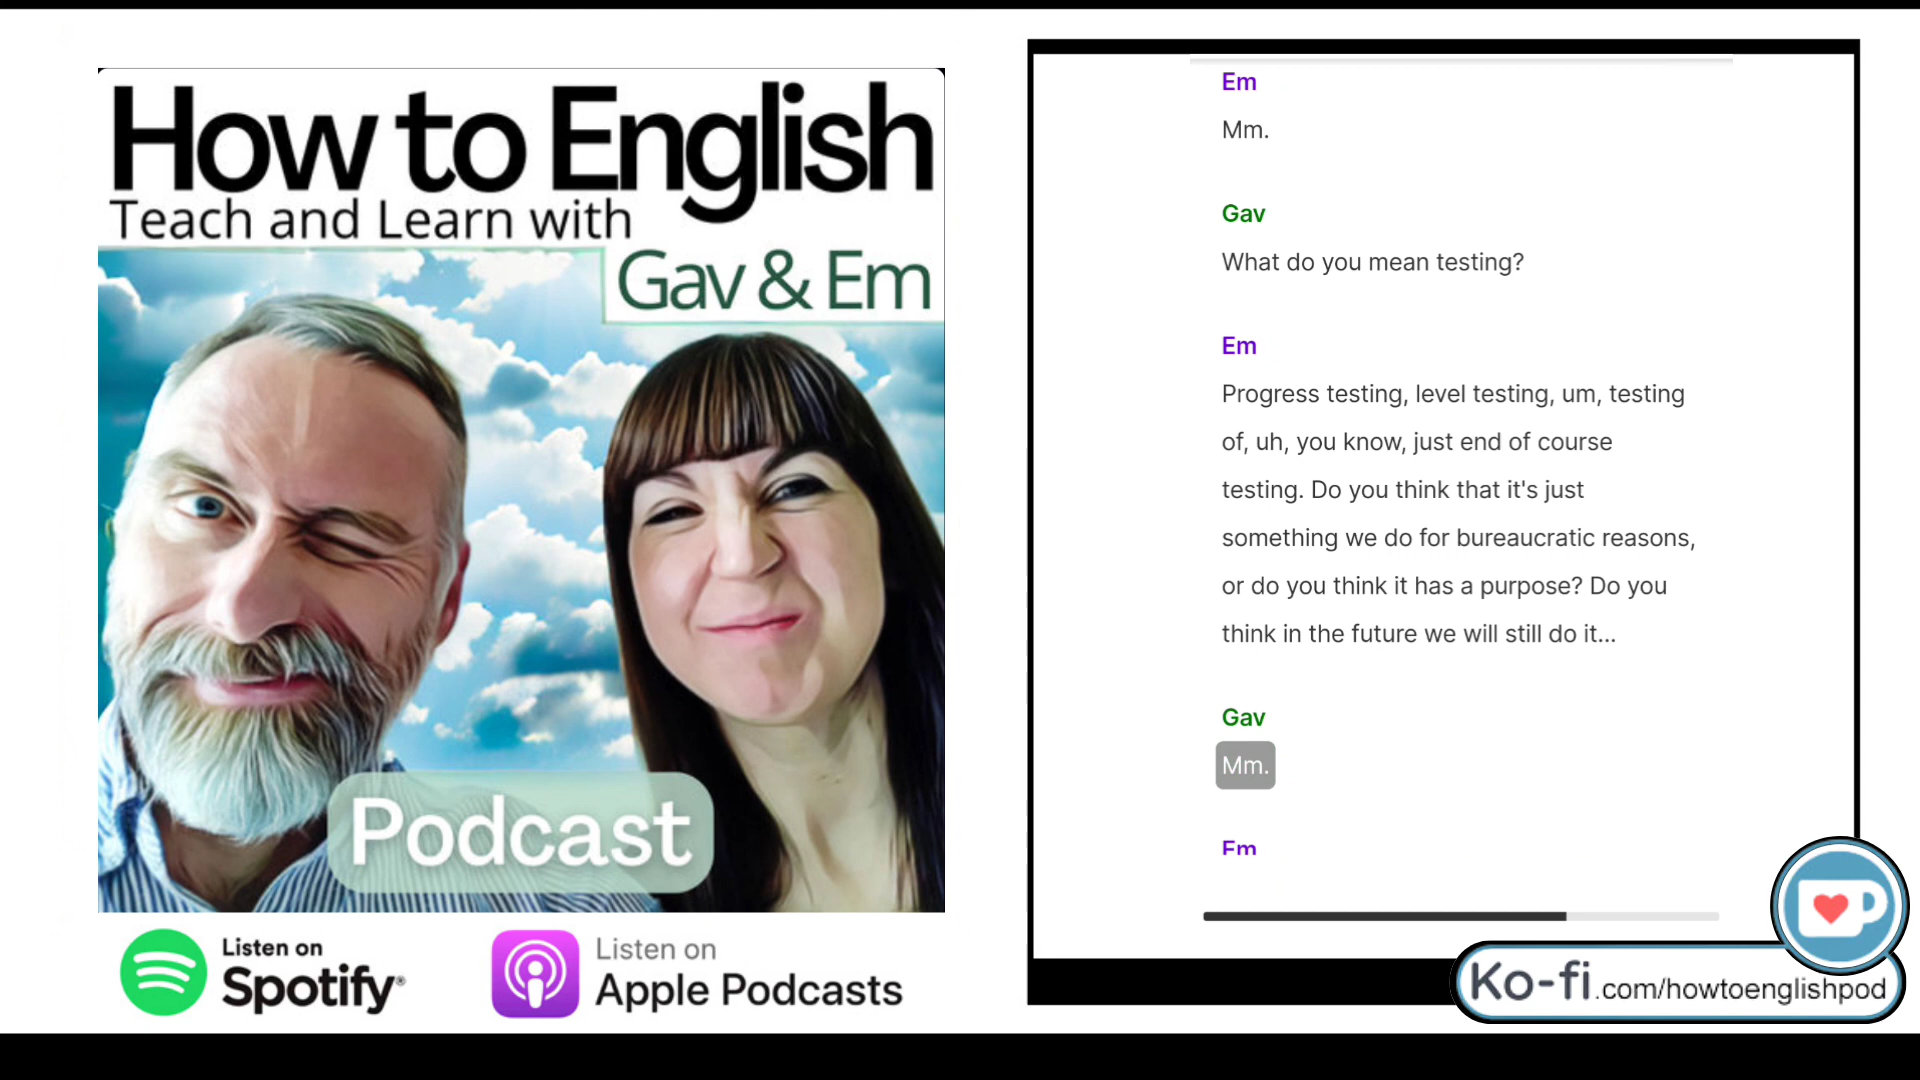 How to English
Teach and Learn with
Gav & Em
Podcast
Listen on
Spotify®
Listen on
Apple Podcasts
Em
Mm.
Gav
What do you mean testing?
Em
Progress testing, level testing, um, testing
of, uh, you know, just end of course
testing. Do you think that it's just
something we do for bureaucratic reasons,
or do you think it has a purpose? Do you
think in the future we will still do it...
Gav
Mm.
Em
Ko-fi.com/howtoenglishpod